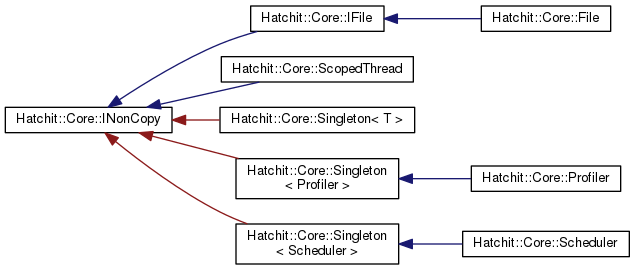 Hatchit::Core::IFile
Hatchit::Core::File
Hatchit::Core::ScopedThread
Hatchit::Core::INonCopy
Hatchit::Core::Singleton< T >
Hatchit::Core::Singleton
< Profiler >
Hatchit::Core::Profiler
Hatchit::Core::Singleton
< Scheduler >
Hatchit::Core::Scheduler